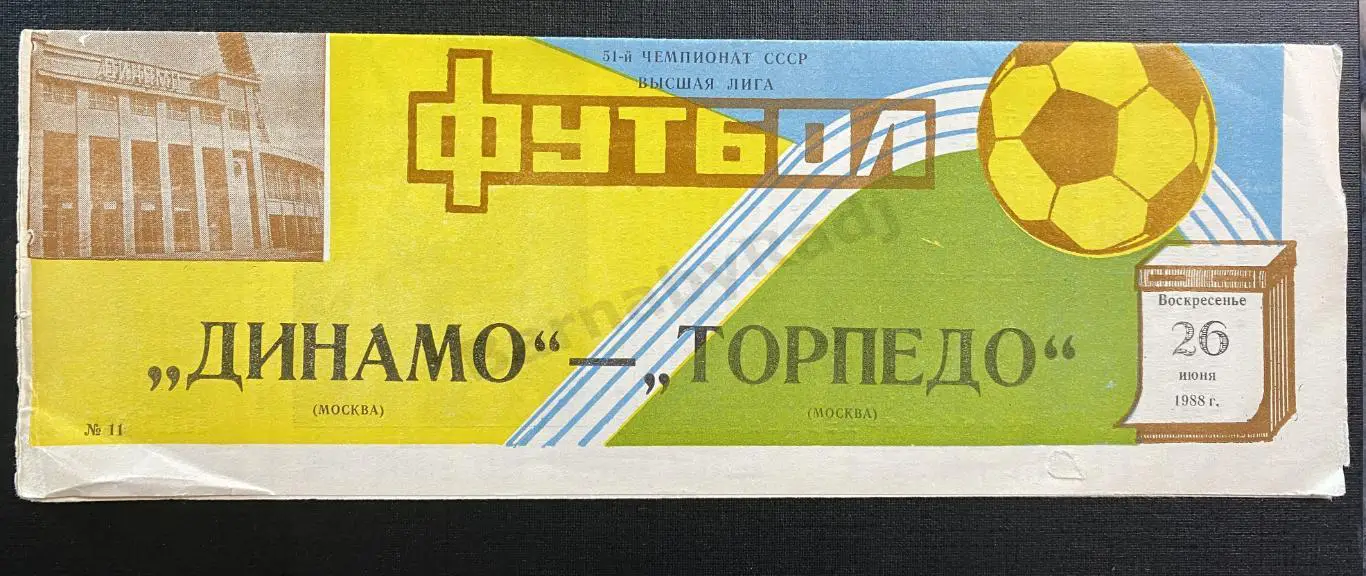 ДИНАМО
51-й ЧЕМПИОНАТ СССР
ВЫСШАЯ ЛИГА
ФУТБОЛ
„ДИНАМО“ — „ТОРПЕДО“
(МОСКВА) (МОСКВА)
№ 11
Воскресенье
26
июня
1988 г.